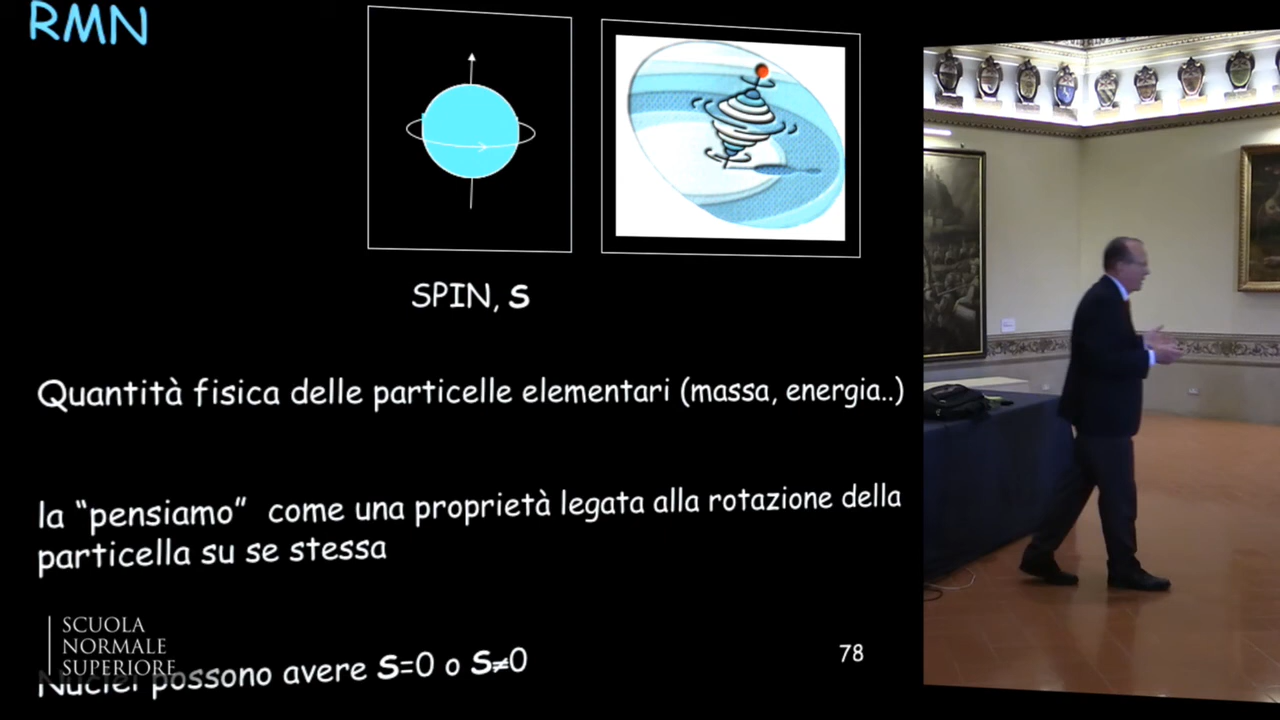 RMN
SPIN, S
Quantità fisica delle particelle elementari (massa, energia..)
la “pensiamo” come una proprietà legata alla rotazione della
particella su se stessa
SCUOLA
NORMALE
SUPERIORE
Nuclei possono avere S=0 o S≠0
78